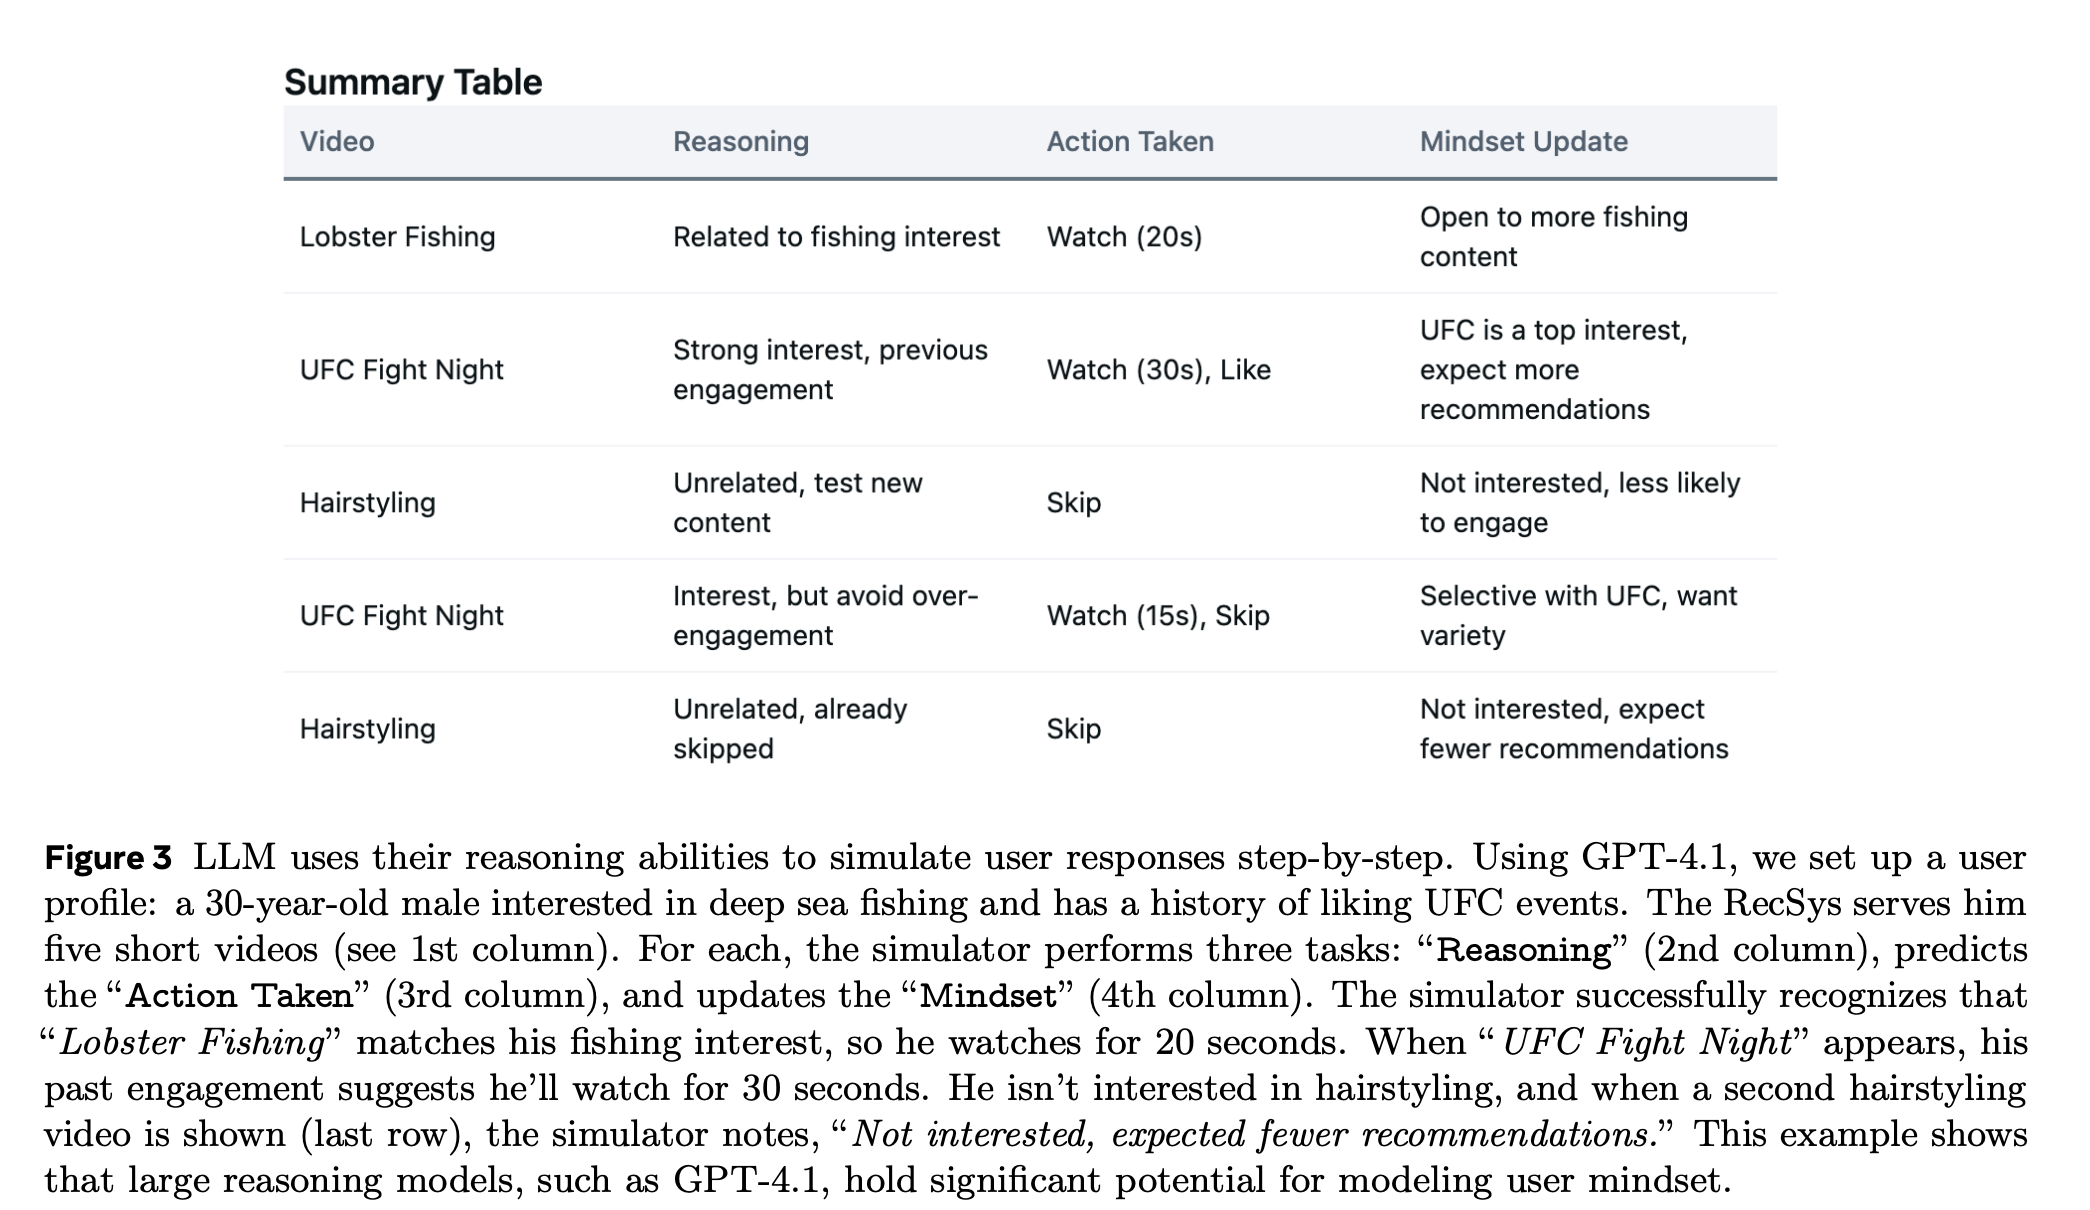 Summary Table
Video Reasoning Action Taken Mindset Update
Lobster Fishing Related to fishing interest Watch (20s) Open to more fishing
content
UFC Fight Night Strong interest, previous
engagement Watch (30s), Like UFC is a top interest,
expect more
recommendations
Hairstyling Unrelated, test new
content Skip Not interested, less likely
to engage
UFC Fight Night Interest, but avoid over-
engagement Watch (15s), Skip Selective with UFC, want
variety
Hairstyling Unrelated, already
skipped Skip Not interested, expect
fewer recommendations
Figure 3 LLM uses their reasoning abilities to simulate user responses step-by-step. Using GPT-4.1, we set up a user
profile: a 30-year-old male interested in deep sea fishing and has a history of liking UFC events. The RecSys serves him
five short videos (see 1st column). For each, the simulator performs three tasks: “Reasoning” (2nd column), predicts
the “Action Taken” (3rd column), and updates the “Mindset” (4th column). The simulator successfully recognizes that
“Lobster Fishing” matches his fishing interest, so he watches for 20 seconds. When “UFC Fight Night” appears, his
past engagement suggests he’ll watch for 30 seconds. He isn’t interested in hairstyling, and when a second hairstyling
video is shown (last row), the simulator notes, “Not interested, expected fewer recommendations.” This example shows
that large reasoning models, such as GPT-4.1, hold significant potential for modeling user mindset.